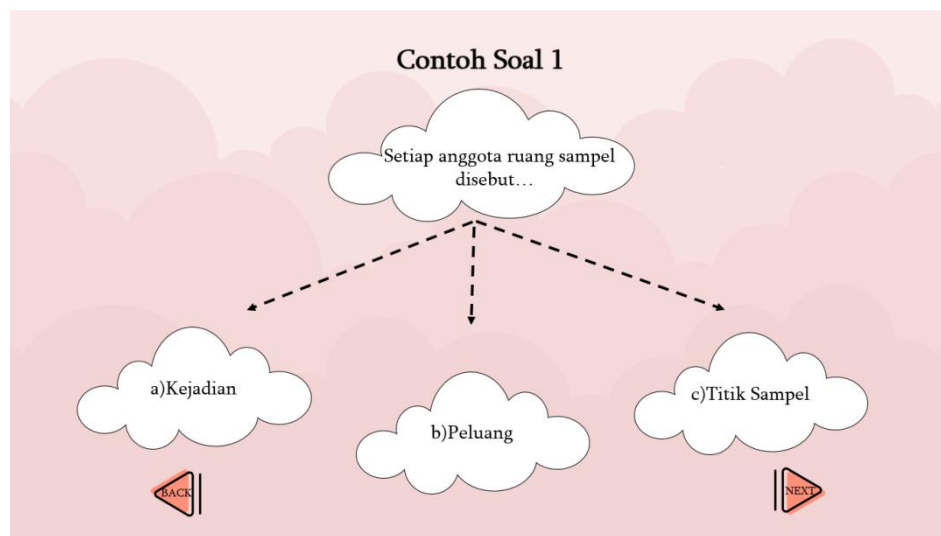 Contoh Soal 1
Setiap anggota ruang sampel
disebut...
a)Kejadian
b)Peluang
c)Titik Sampel
BACK
NEXT